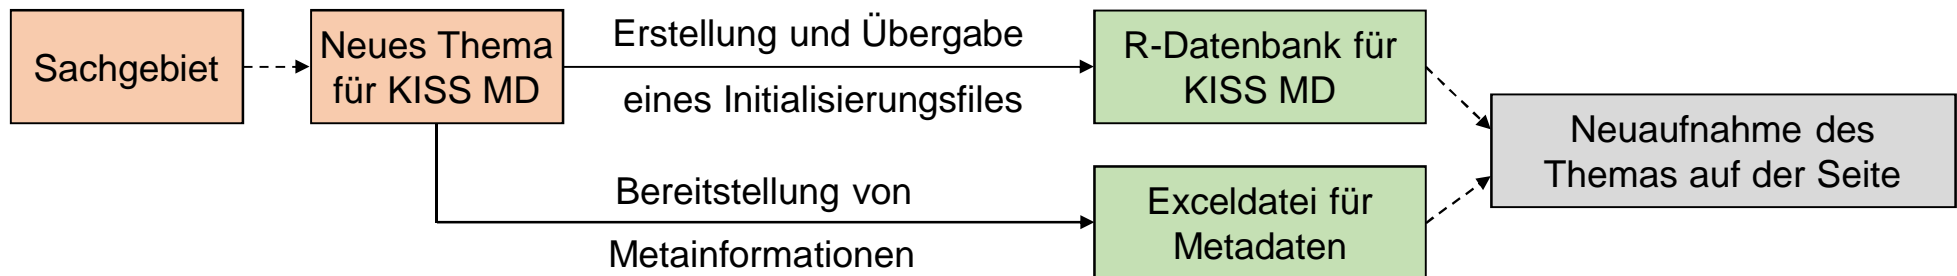 Sachgebiet
Neues Thema
für KISS MD
Erstellung und Übergabe
eines Initialisierungsfiles
R-Datenbank für
KISS MD
Bereitstellung von
Metainformationen
Exceldatei für
Metadaten
Neuaufnahme des
Themas auf der Seite